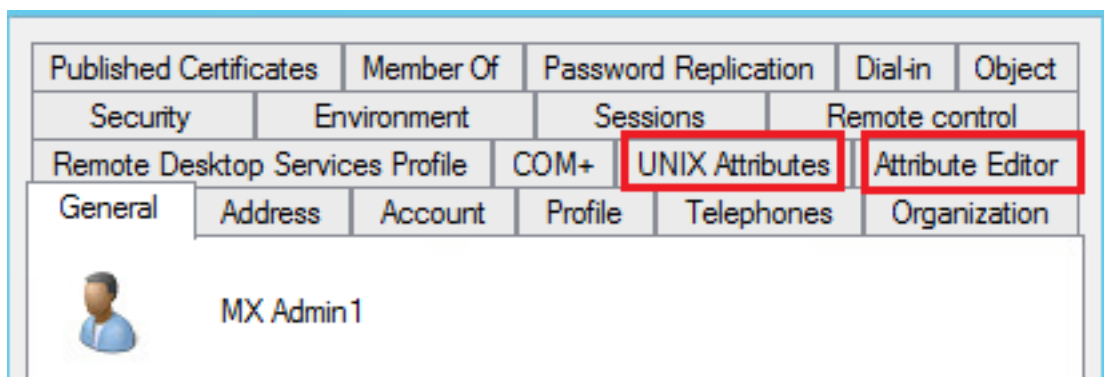 Published Certificates Member Of Password Replication Dial-in Object
Security Environment Sessions Remote control
Remote Desktop Services Profile COM+ UNIX Attributes Attribute Editor
General Address Account Profile Telephones Organization
MX Admin1